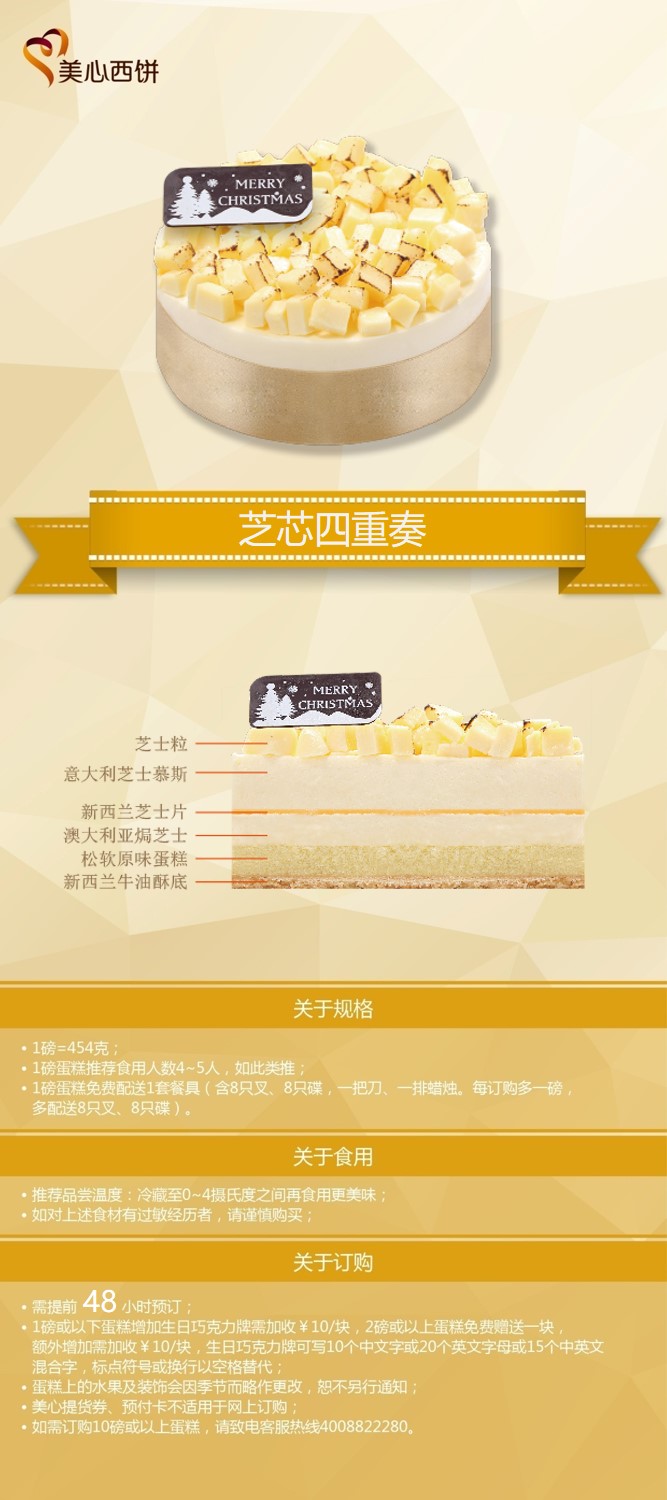 美心西饼
MERRY
CHRISTMAS
芝芯四重奏
MERRY
CHRISTMAS
芝士粒
意大利芝士慕斯
新西兰芝士片
澳大利亚焗芝士
松软原味蛋糕
新西兰牛油酥底
关于规格
• 1磅=454克；
• 1磅蛋糕推荐食用人数4~5人，如此类推；
• 1磅蛋糕免费配送1套餐具（含8只叉、8只碟，一把刀、一排蜡烛。每订购多一磅，
多配送8只叉、8只碟）。
关于食用
• 推荐品尝温度：冷藏至0~4摄氏度之间再食用更美味；
• 如对上述食材有过敏经历者，请谨慎购买；
关于订购
• 需提前 48 小时预订；
• 1磅或以下蛋糕增加生日巧克力牌需加收￥10/块，2磅或以上蛋糕免费赠送一块，
额外增加需加收￥10/块，生日巧克力牌可写10个中文字或20个英文字母或15个中英文
混合字，标点符号或换行以空格替代；
• 蛋糕上的水果及装饰会因季节而略作更改，恕不另行通知；
• 美心提货券、预付卡不适用于网上订购；
• 如需订购10磅或以上蛋糕，请致电客服热线4008822280。